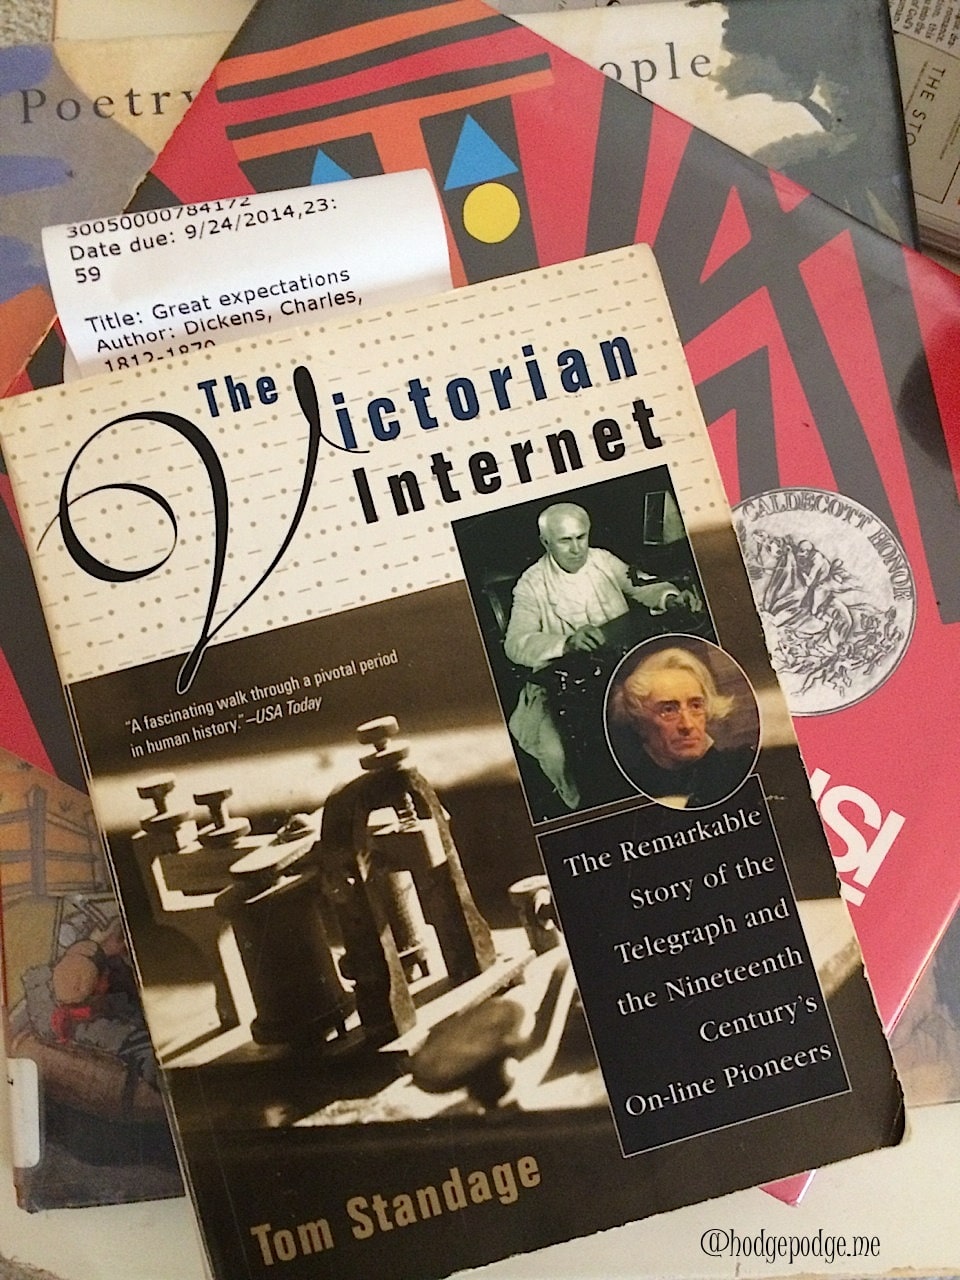 Poetry
ople
THE STO
30050000784172
Date due: 9/24/2014,23:
59
Title: Great expectations
Author: Dickens, Charles,
1812-1870
The Victorian
Internet
CALDECOTT HONOR
"A fascinating walk through a pivotal period
in human history."—USA Today
The Remarkable
Story of the
Telegraph and
the Nineteenth
Century's
On-line Pioneers
Tom Standage
@hodgepodge.me